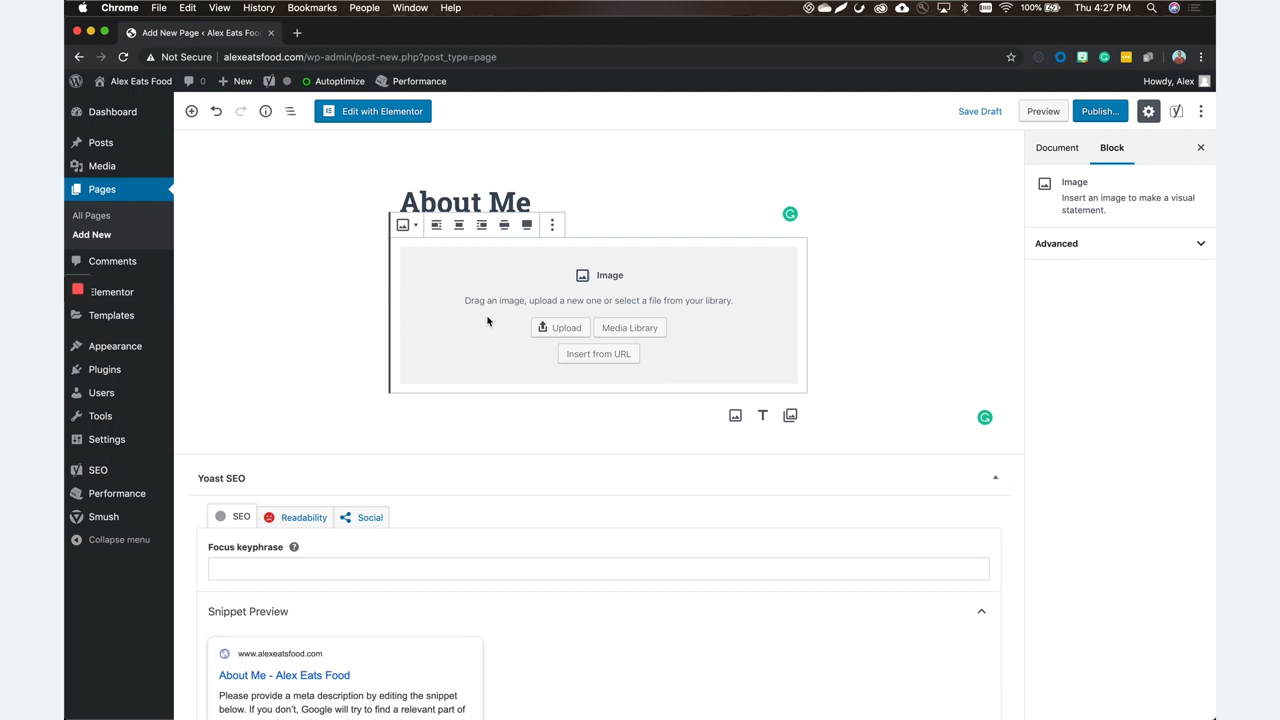 Chrome File Edit View History Bookmarks People Window Help 100% Thu 4:27 PM
Add New Page ‹ Alex Eats Foo
Not Secure alexeatsfood.com/wp-admin/post-new.php?post_type=page
Alex Eats Food 0 New Autoptimize Performance Howdy, Alex
Dashboard
Posts
Media
Pages
All Pages
Add New
Comments
Elementor
Templates
Appearance
Plugins
Users
Tools
Settings
SEO
Performance
Smush
Collapse menu
Edit with Elementor Save Draft Preview Publish...
About Me
Image
Drag an image, upload a new one or select a file from your library.
Upload Media Library
Insert from URL
T
Yoast SEO
SEO Readability Social
Focus keyphrase ?
Snippet Preview
www.alexeatsfood.com
About Me - Alex Eats Food
Please provide a meta description by editing the snippet
below. If you don't, Google will try to find a relevant part of
Document Block
Image
Insert an image to make a visual
statement.
Advanced